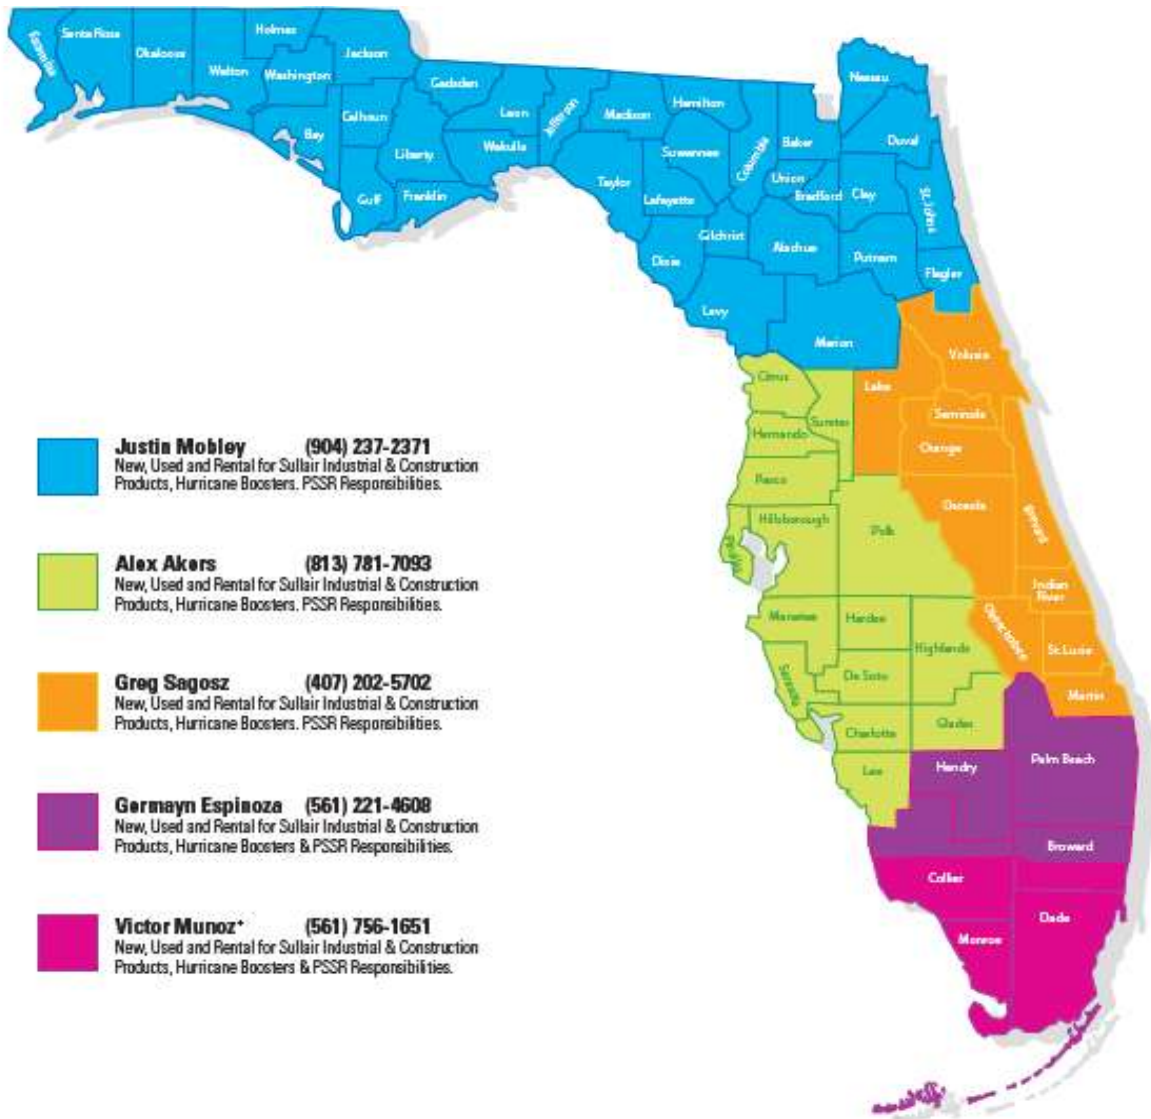 Escambia
Santa Rosa
Okaloosa
Walton
Holmes
Washington
Jackson
Bay
Calhoun
Gulf
Liberty
Gadsden
Franklin
Leon
Wakulla
Jefferson
Madison
Taylor
Hamilton
Suwannee
Lafayette
Dixie
Columbia
Gilchrist
Levy
Baker
Union
Bradford
Alachua
Marion
Nassau
Duval
Clay
St. Johns
Putnam
Flagler
Citrus
Hernando
Sumter
Pasco
Hillsborough
Pinellas
Polk
Manatee
Hardee
Highlands
Sarasota
De Soto
Charlotte
Glades
Lee
Lake
Volusia
Seminole
Orange
Osceola
Brevard
Indian
River
Okeechobee
St. Lucie
Martin
Hendry
Palm Beach
Broward
Collier
Monroe
Dade
Justin Mobley (904) 237-2371
New, Used and Rental for Sullair Industrial & Construction
Products, Hurricane Boosters. PSSR Responsibilities.
Alex Akers (813) 781-7093
New, Used and Rental for Sullair Industrial & Construction
Products, Hurricane Boosters. PSSR Responsibilities.
Greg Sagosz (407) 202-5702
New, Used and Rental for Sullair Industrial & Construction
Products, Hurricane Boosters. PSSR Responsibilities.
Germayn Espinoza (561) 221-4608
New, Used and Rental for Sullair Industrial & Construction
Products, Hurricane Boosters & PSSR Responsibilities.
Victor Munoz+ (561) 756-1651
New, Used and Rental for Sullair Industrial & Construction
Products, Hurricane Boosters & PSSR Responsibilities.